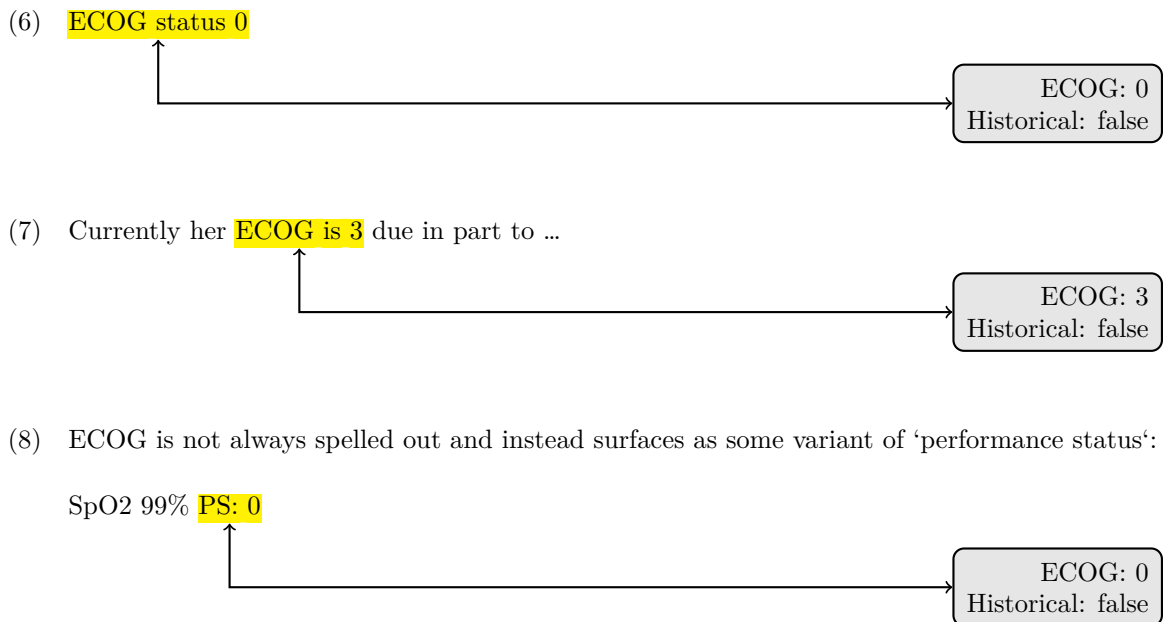 (6) ECOG status 0
ECOG: 0
Historical: false
(7) Currently her ECOG is 3 due in part to …
ECOG: 3
Historical: false
(8) ECOG is not always spelled out and instead surfaces as some variant of ‘performance status‘:
SpO2 99% PS: 0
ECOG: 0
Historical: false